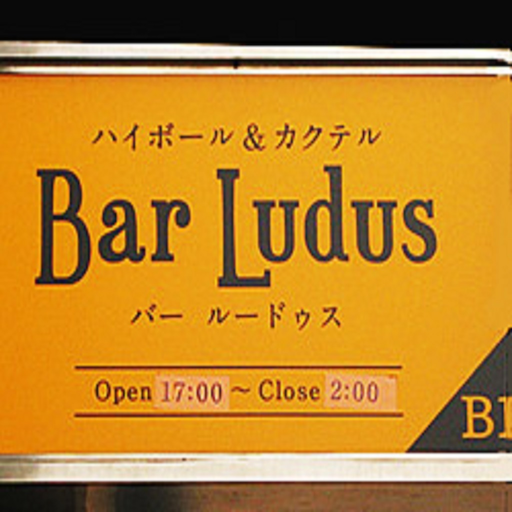 ハイボール&カクテル
Bar Ludus
バー ルードゥス
Open 17:00 ~ Close 2:00